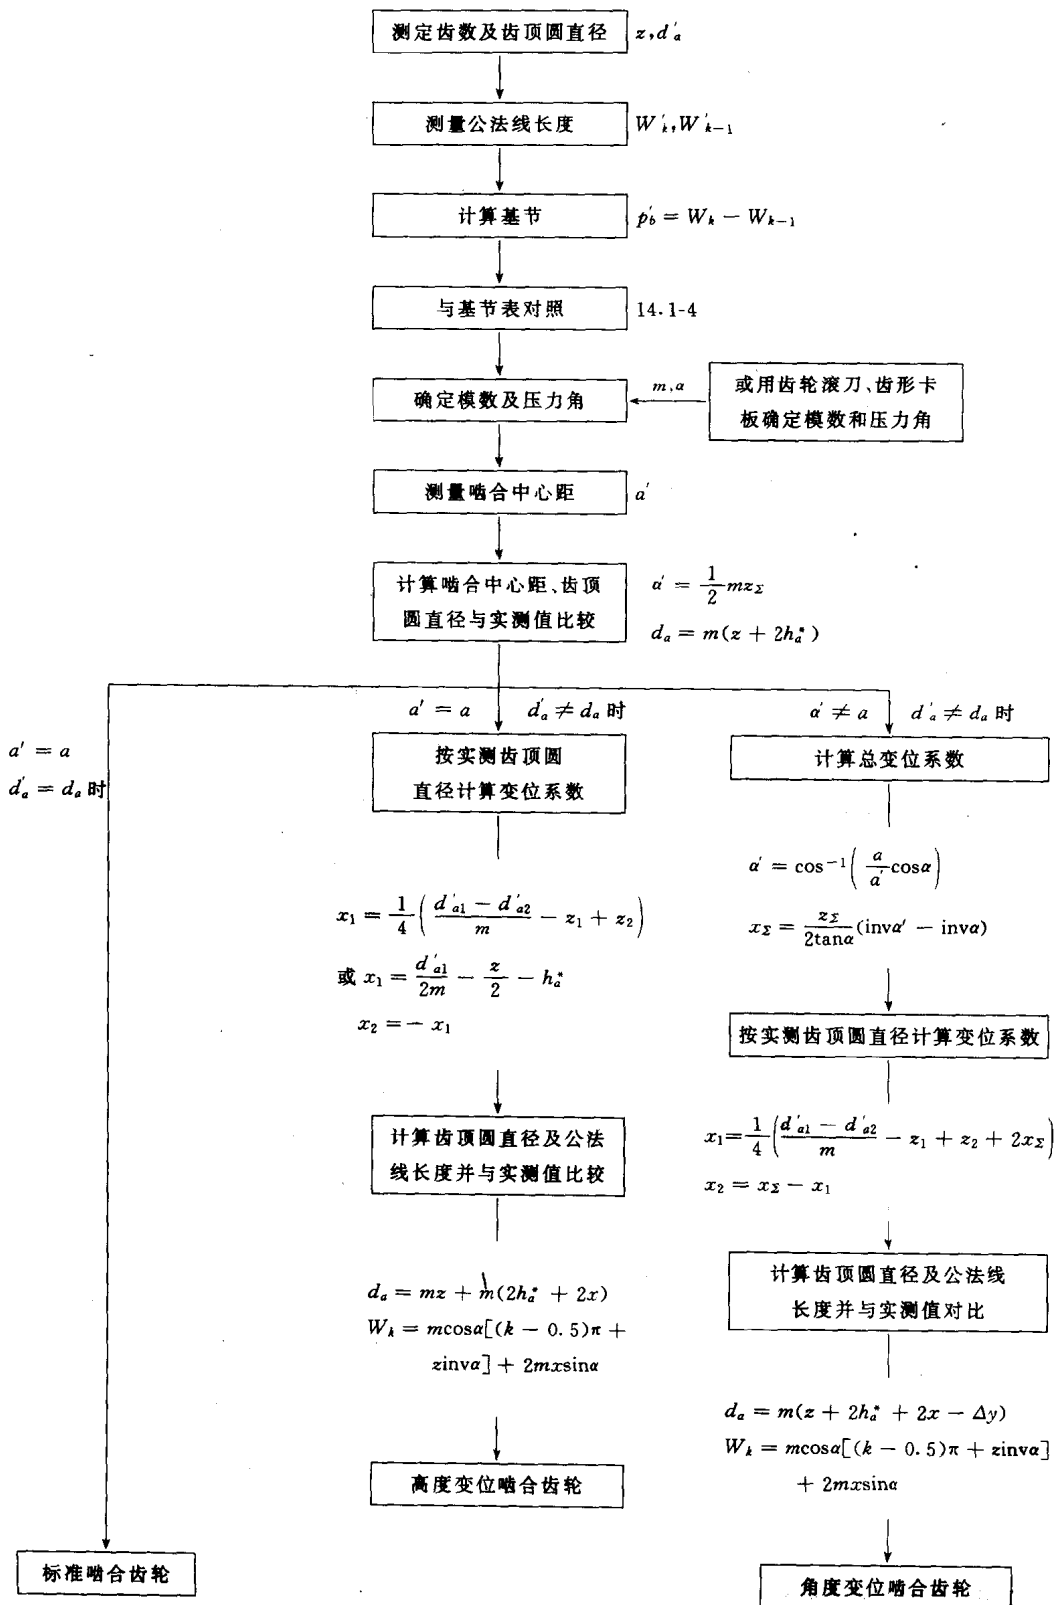 测定齿数及齿顶圆直径 z,d'ₐ
测量公法线长度 W'ₖ,W'ₖ₋₁
计算基节 p'_b = Wₖ − Wₖ₋₁
与基节表对照 14.1-4
确定模数及压力角
m,α
或用齿轮滚刀、齿形卡
板确定模数和压力角
测量啮合中心距 a'
计算啮合中心距、齿顶
圆直径与实测值比较
a' = 1/2 mz_Σ
dₐ = m(z + 2hₐ*)
a' = a
d'ₐ = dₐ 时
a' = a d'ₐ ≠ dₐ 时
按实测齿顶圆
直径计算变位系数
x₁ = 1/4 ( (d'ₐ₁ − d'ₐ₂)/m − z₁ + z₂ )
或 x₁ = d'ₐ₁/2m − z/2 − hₐ*
x₂ = − x₁
计算齿顶圆直径及公法
线长度并与实测值比较
dₐ = mz + m(2hₐ* + 2x)
Wₖ = mcosα[(k − 0.5)π +
zinvα] + 2mxsinα
高度变位啮合齿轮
a' ≠ a d'ₐ ≠ dₐ 时
计算总变位系数
α' = cos⁻¹( a/a' cosα )
x_Σ = z_Σ/2tanα (invα' − invα)
按实测齿顶圆直径计算变位系数
x₁ = 1/4 ( (d'ₐ₁ − d'ₐ₂)/m − z₁ + z₂ + 2x_Σ )
x₂ = x_Σ − x₁
计算齿顶圆直径及公法线
长度并与实测值对比
dₐ = m(z + 2hₐ* + 2x − Δy)
Wₖ = mcosα[(k − 0.5)π + zinvα]
+ 2mxsinα
标准啮合齿轮
角度变位啮合齿轮